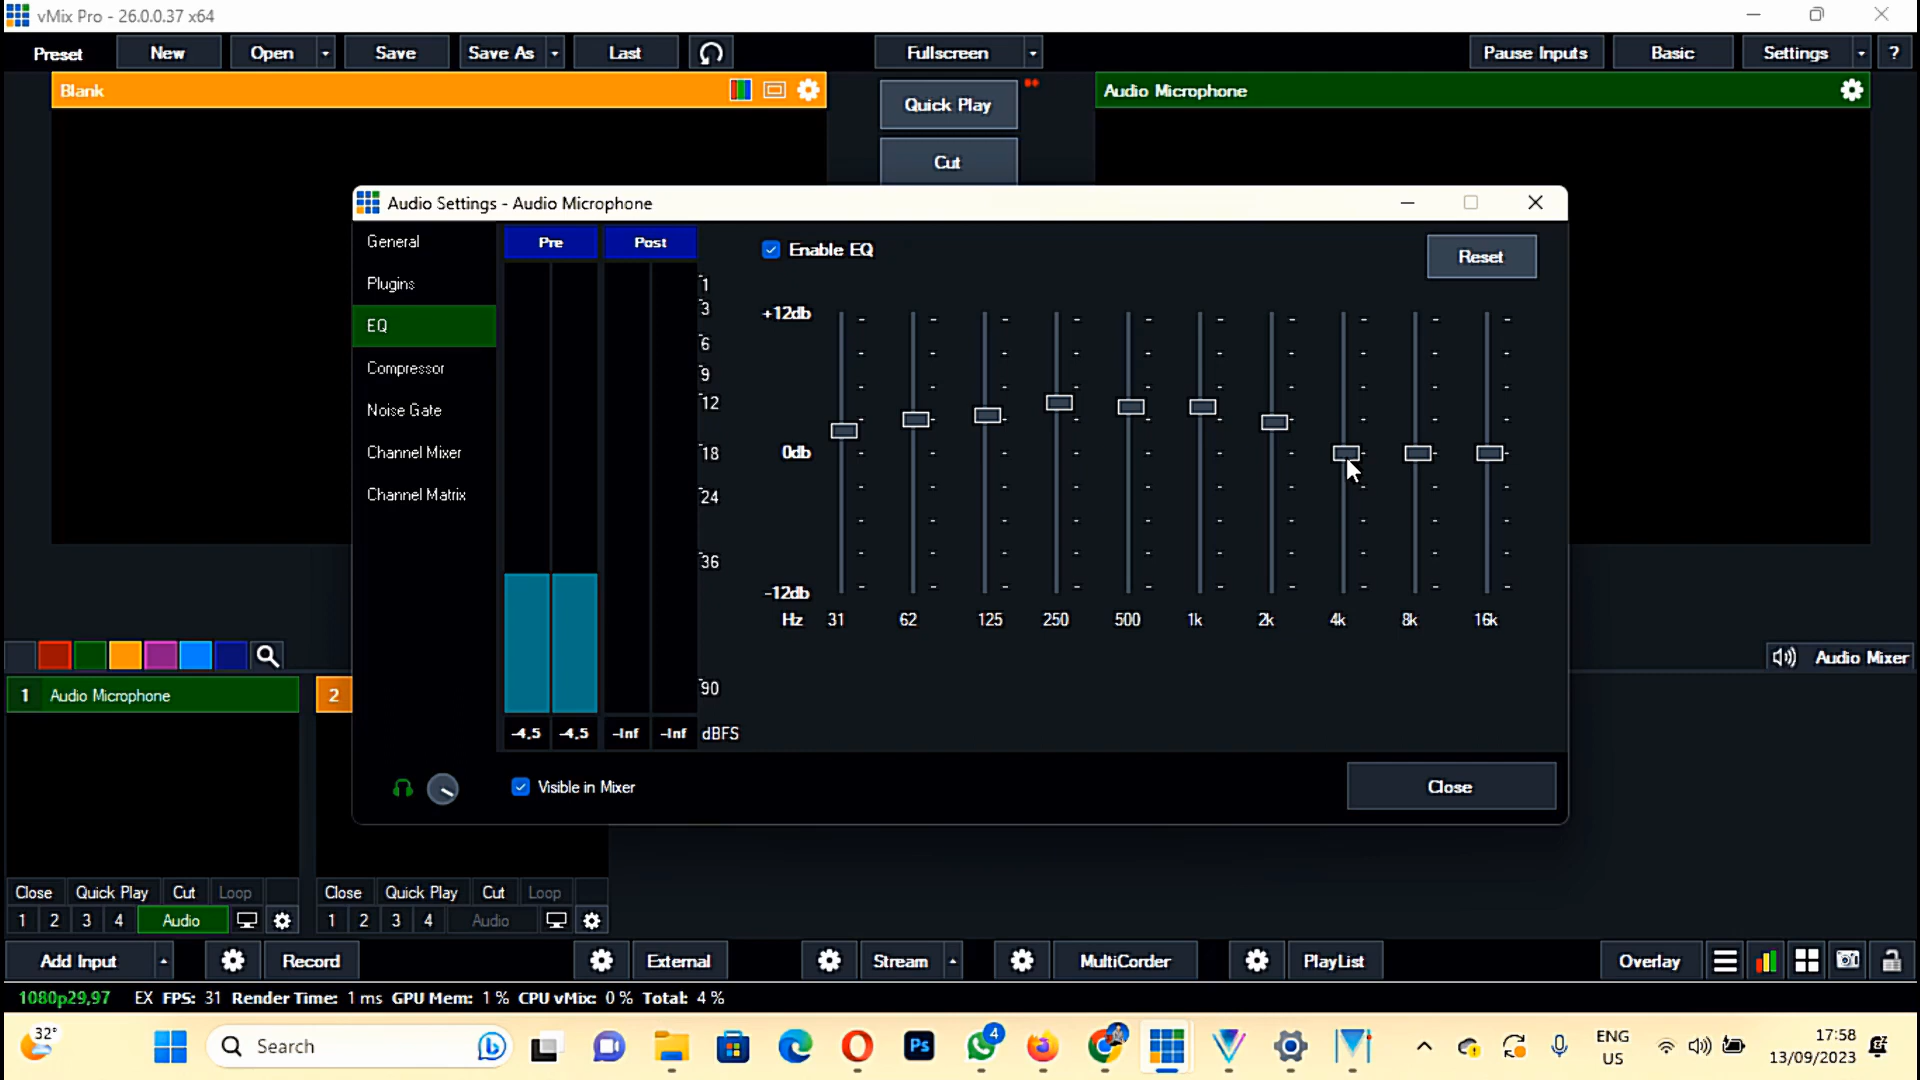 vMix Pro - 26.0.0.37 x64
Preset New Open Save Save As Last Fullscreen Pause Inputs Basic Settings ?
Blank Quick Play Audio Microphone
Cut
Audio Settings - Audio Microphone
General Pre Post Enable EQ Reset
Plugins
EQ
Compressor
Noise Gate
Channel Mixer
Channel Matrix
1
3
6
9
12
18
24
36
90
+12db
0db
-12db
Hz 31 62 125 250 500 1k 2k 4k 8k 16k
-4.5 -4.5 -Inf -Inf dBFS
Visible in Mixer Close
Audio Mixer
1 Audio Microphone 2
Close Quick Play Cut Loop Close Quick Play Cut Loop
1 2 3 4 Audio 1 2 3 4 Audio
Add Input Record External Stream MultiCorder PlayList Overlay
1080p29,97 EX FPS: 31 Render Time: 1 ms GPU Mem: 1 % CPU vMix: 0 % Total: 4 %
32° Search b Ps 4 ENG 17:58
US 13/09/2023